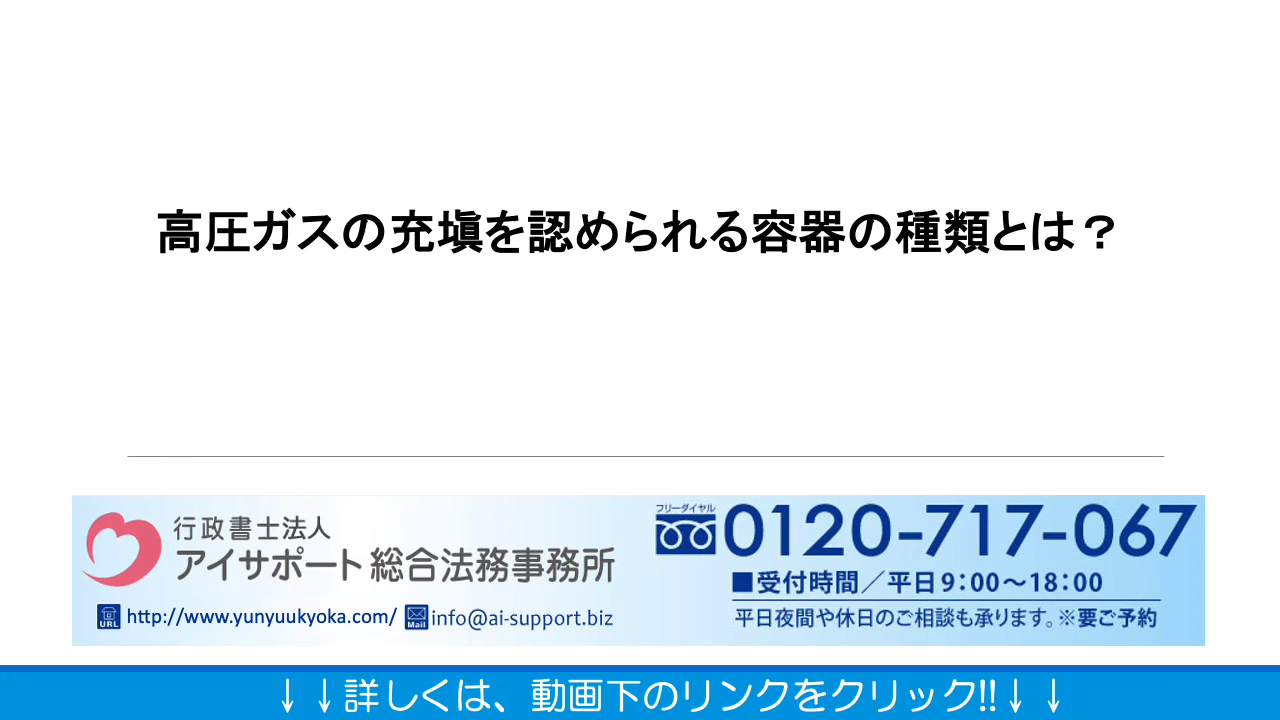 高圧ガスの充塡を認められる容器の種類とは？
行政書士法人
アイサポート 総合法務事務所
URL http://www.yunyuukyoka.com/ Mail info@ai-support.biz
フリーダイヤル
0120-717-067
■受付時間／平日9：00～18：00
平日夜間や休日のご相談も承ります。※要ご予約
↓↓詳しくは、動画下のリンクをクリック!!↓↓